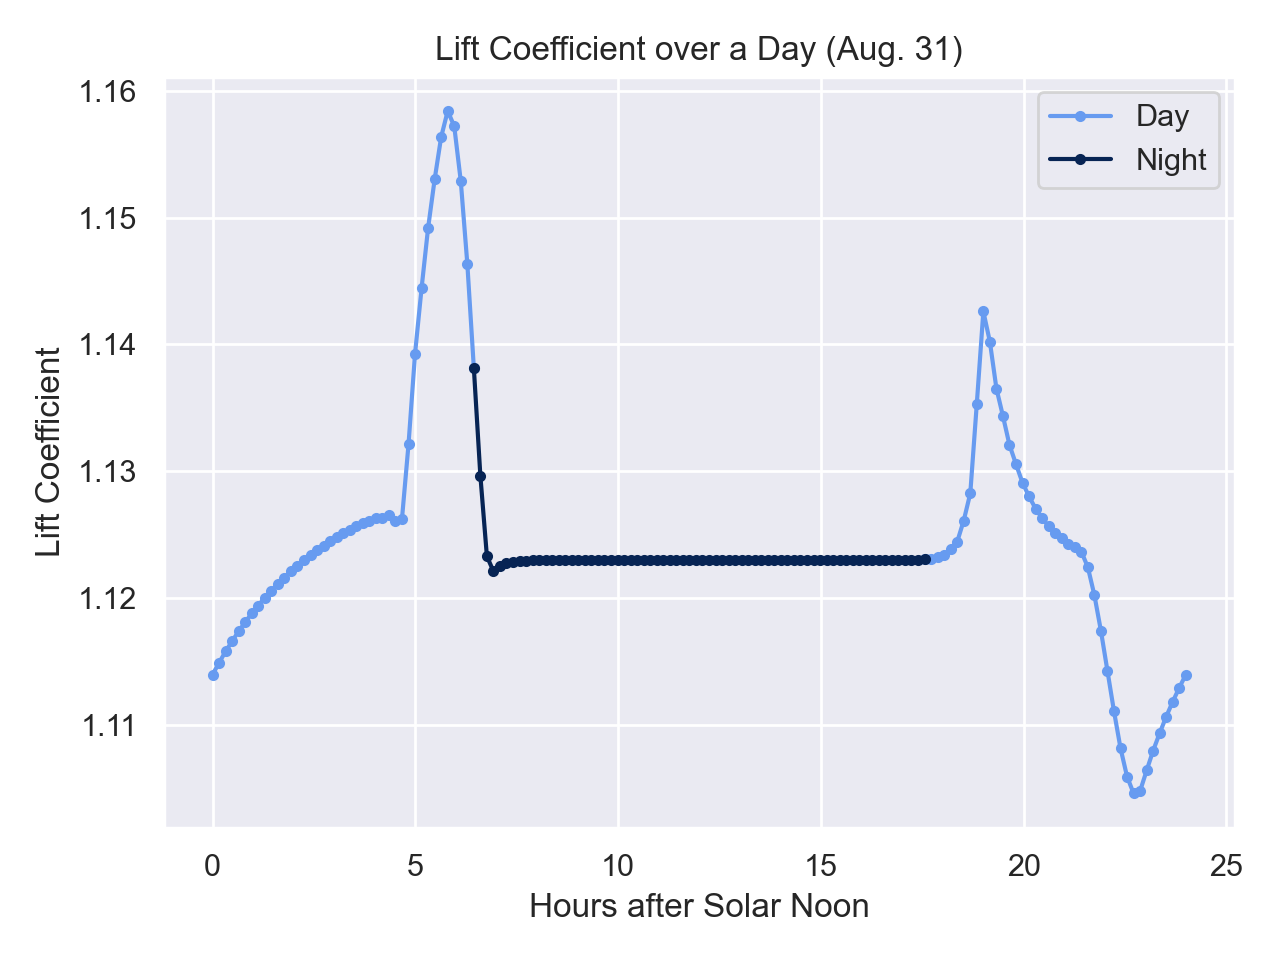 Lift Coefficient over a Day (Aug. 31)
1.16
1.15
1.14
1.13
1.12
1.11
Lift Coefficient
Day
Night
0 5 10 15 20 25
Hours after Solar Noon